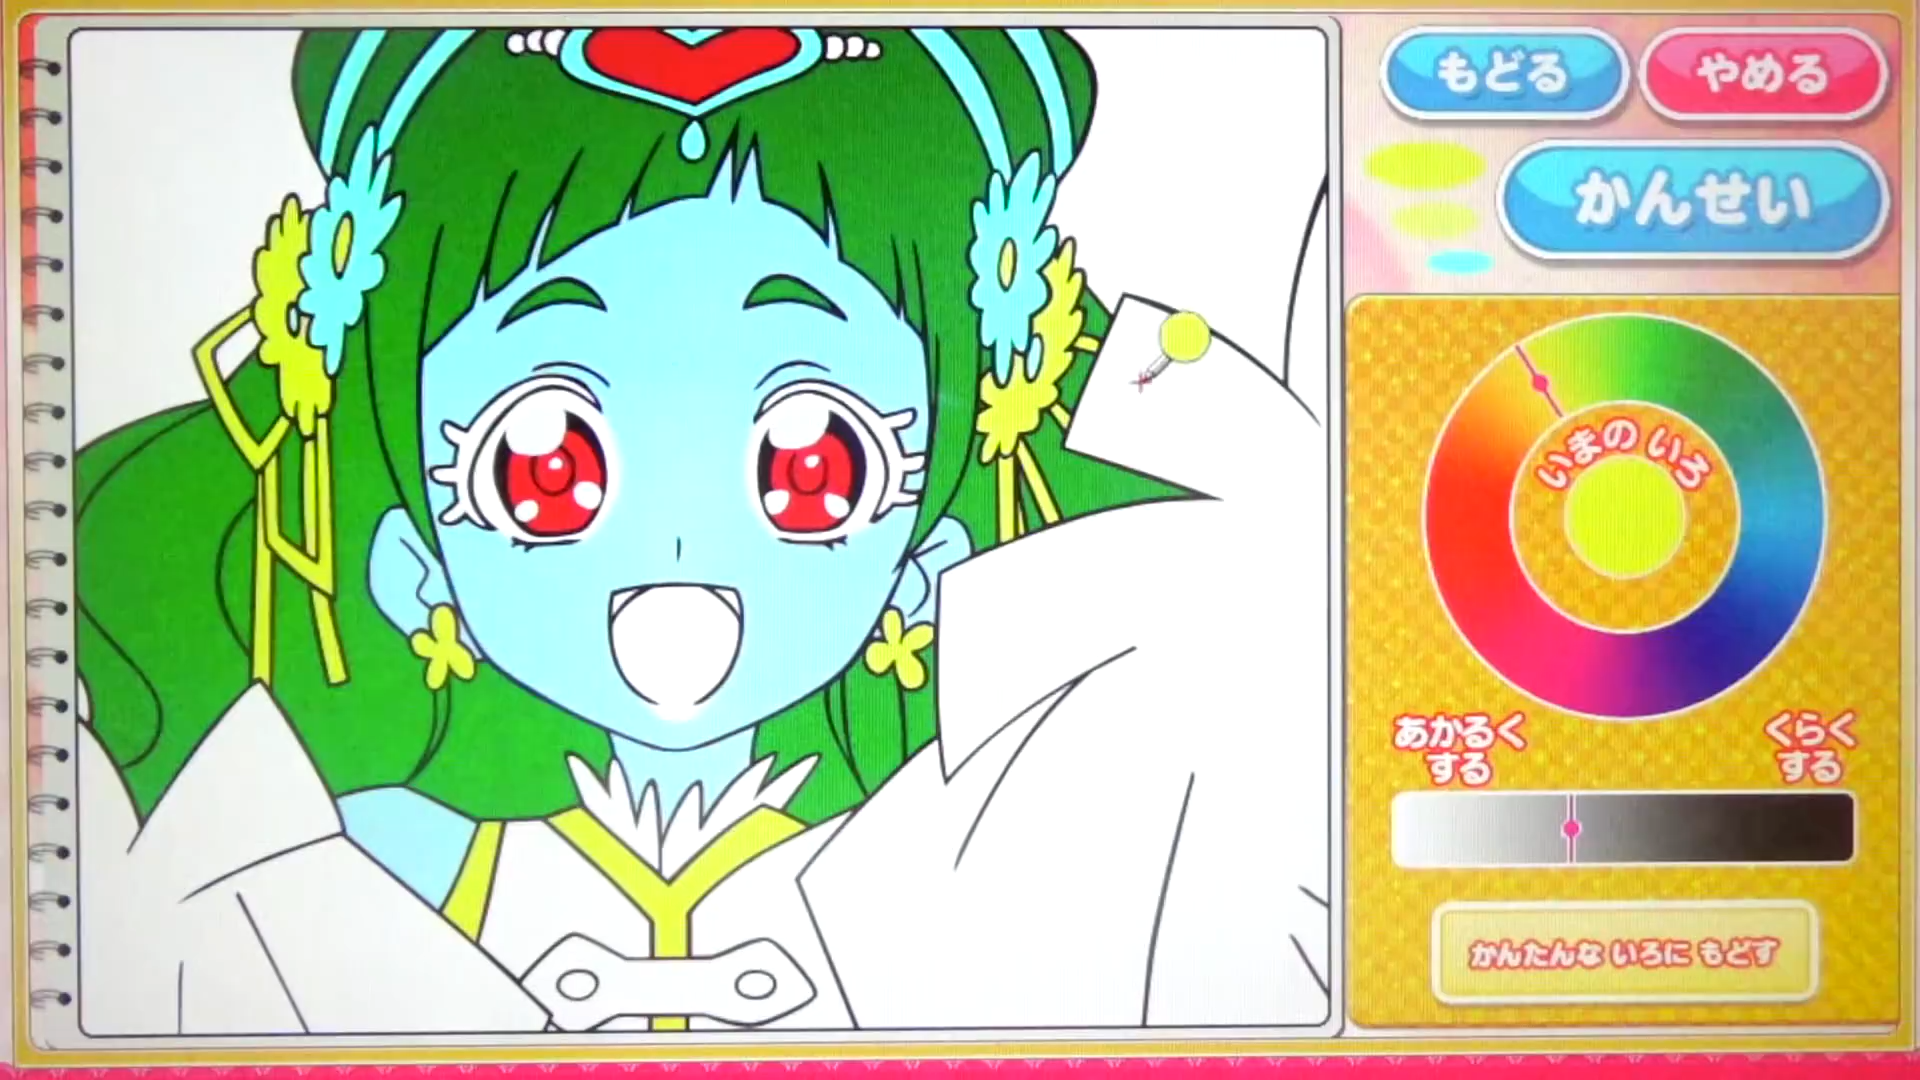 もどる
やめる
かんせい
いまの いろ
あかるく
する
くらく
する
かんたんな いろに もどす